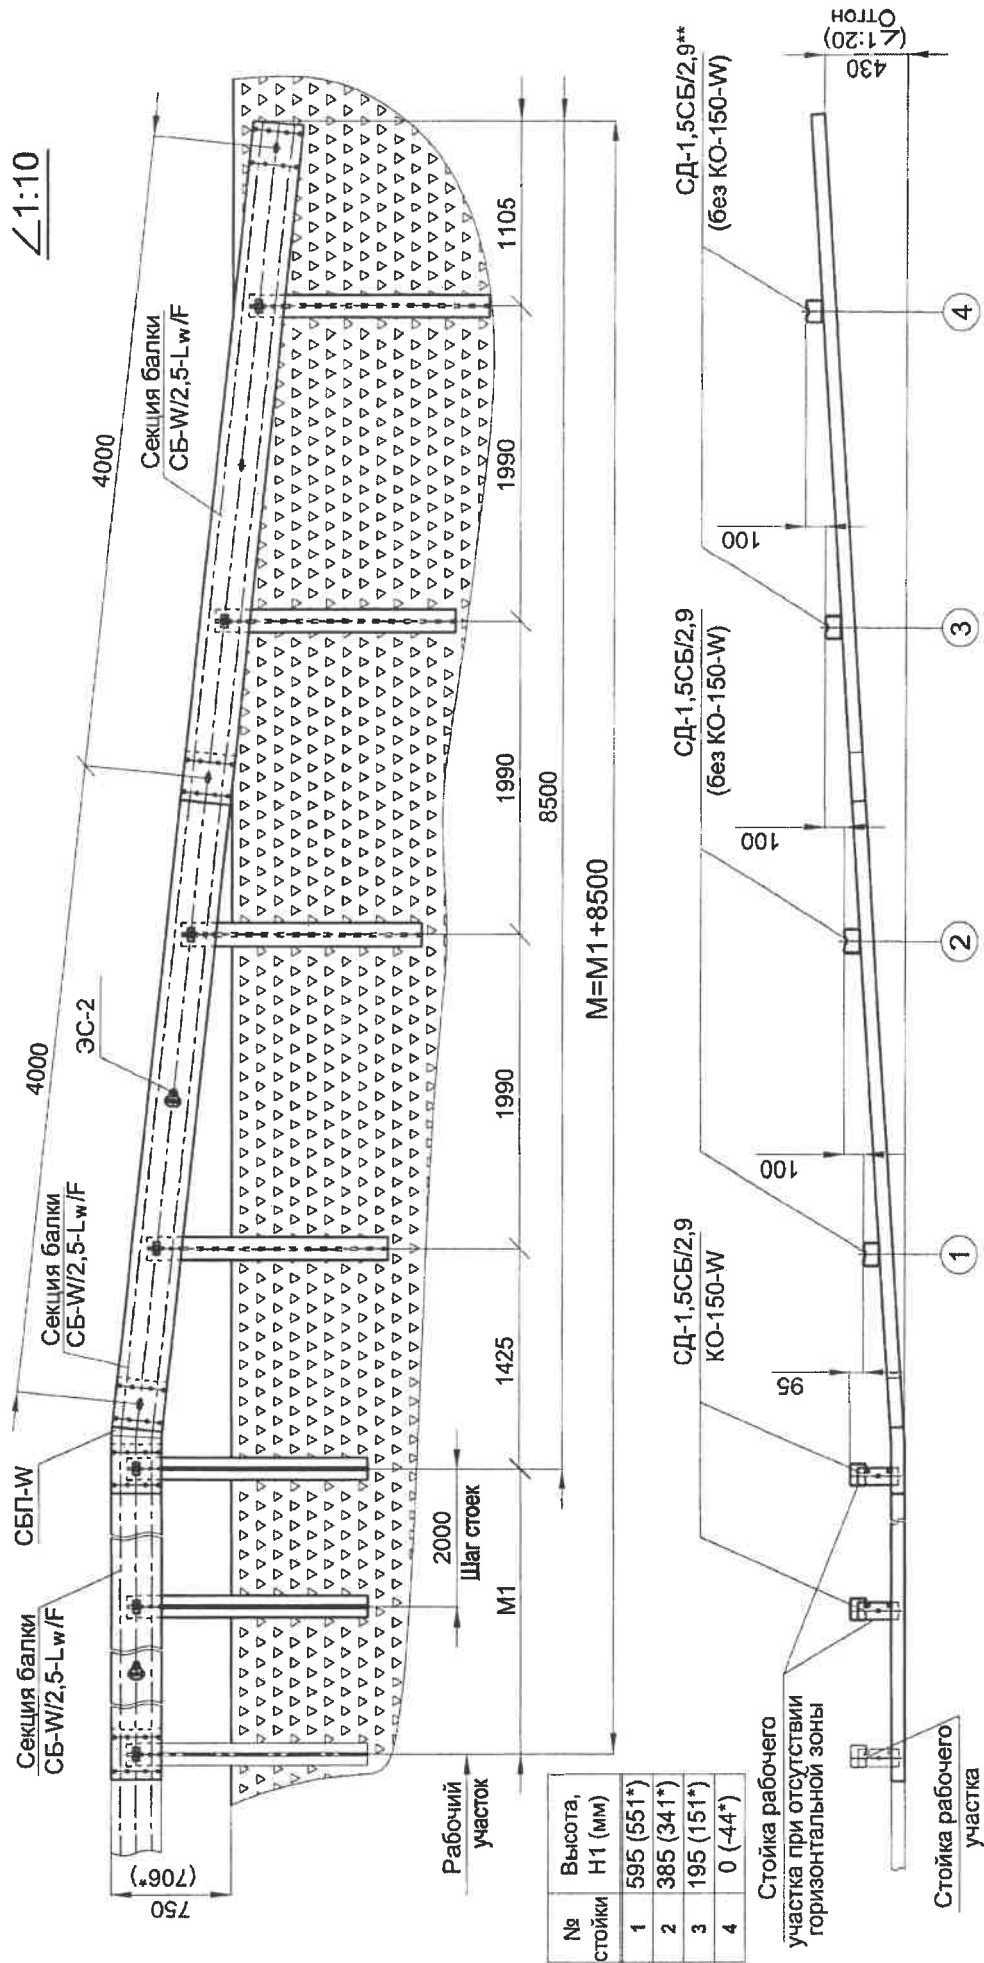 ∠1:10
4000
4000
Секция балки
СБ-W/2,5-Lw/F
СБП-W
Секция балки
СБ-W/2,5-Lw/F
ЭС-2
Секция балки
СБ-W/2,5-Lw/F
750
(706*)
Рабочий
участок
2000
Шаг стоек
М1
1425
1990
1990
1990
1105
8500
М=М1+8500
№ стойки
Высота, Н1 (мм)
1 595 (551*)
2 385 (341*)
3 195 (151*)
4 0 (-44*)
Стойка рабочего
участка при отсутствии
горизонтальной зоны
Стойка рабочего
участка
СД-1,5СБ/2,9
КО-150-W
СД-1,5СБ/2,9
(без КО-150-W)
СД-1,5СБ/2,9**
(без КО-150-W)
95
100
100
100
430
(∠1:20)
Отгон
1
2
3
4